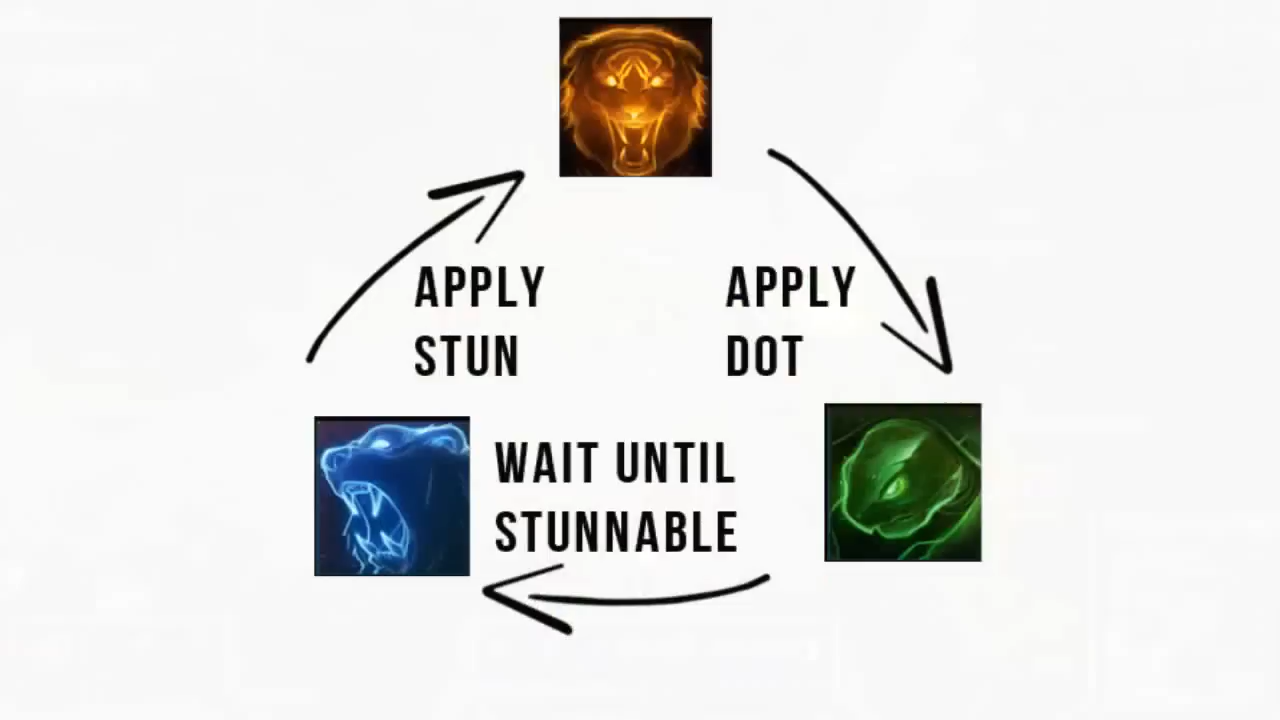 APPLY
STUN
APPLY
DOT
WAIT UNTIL
STUNNABLE